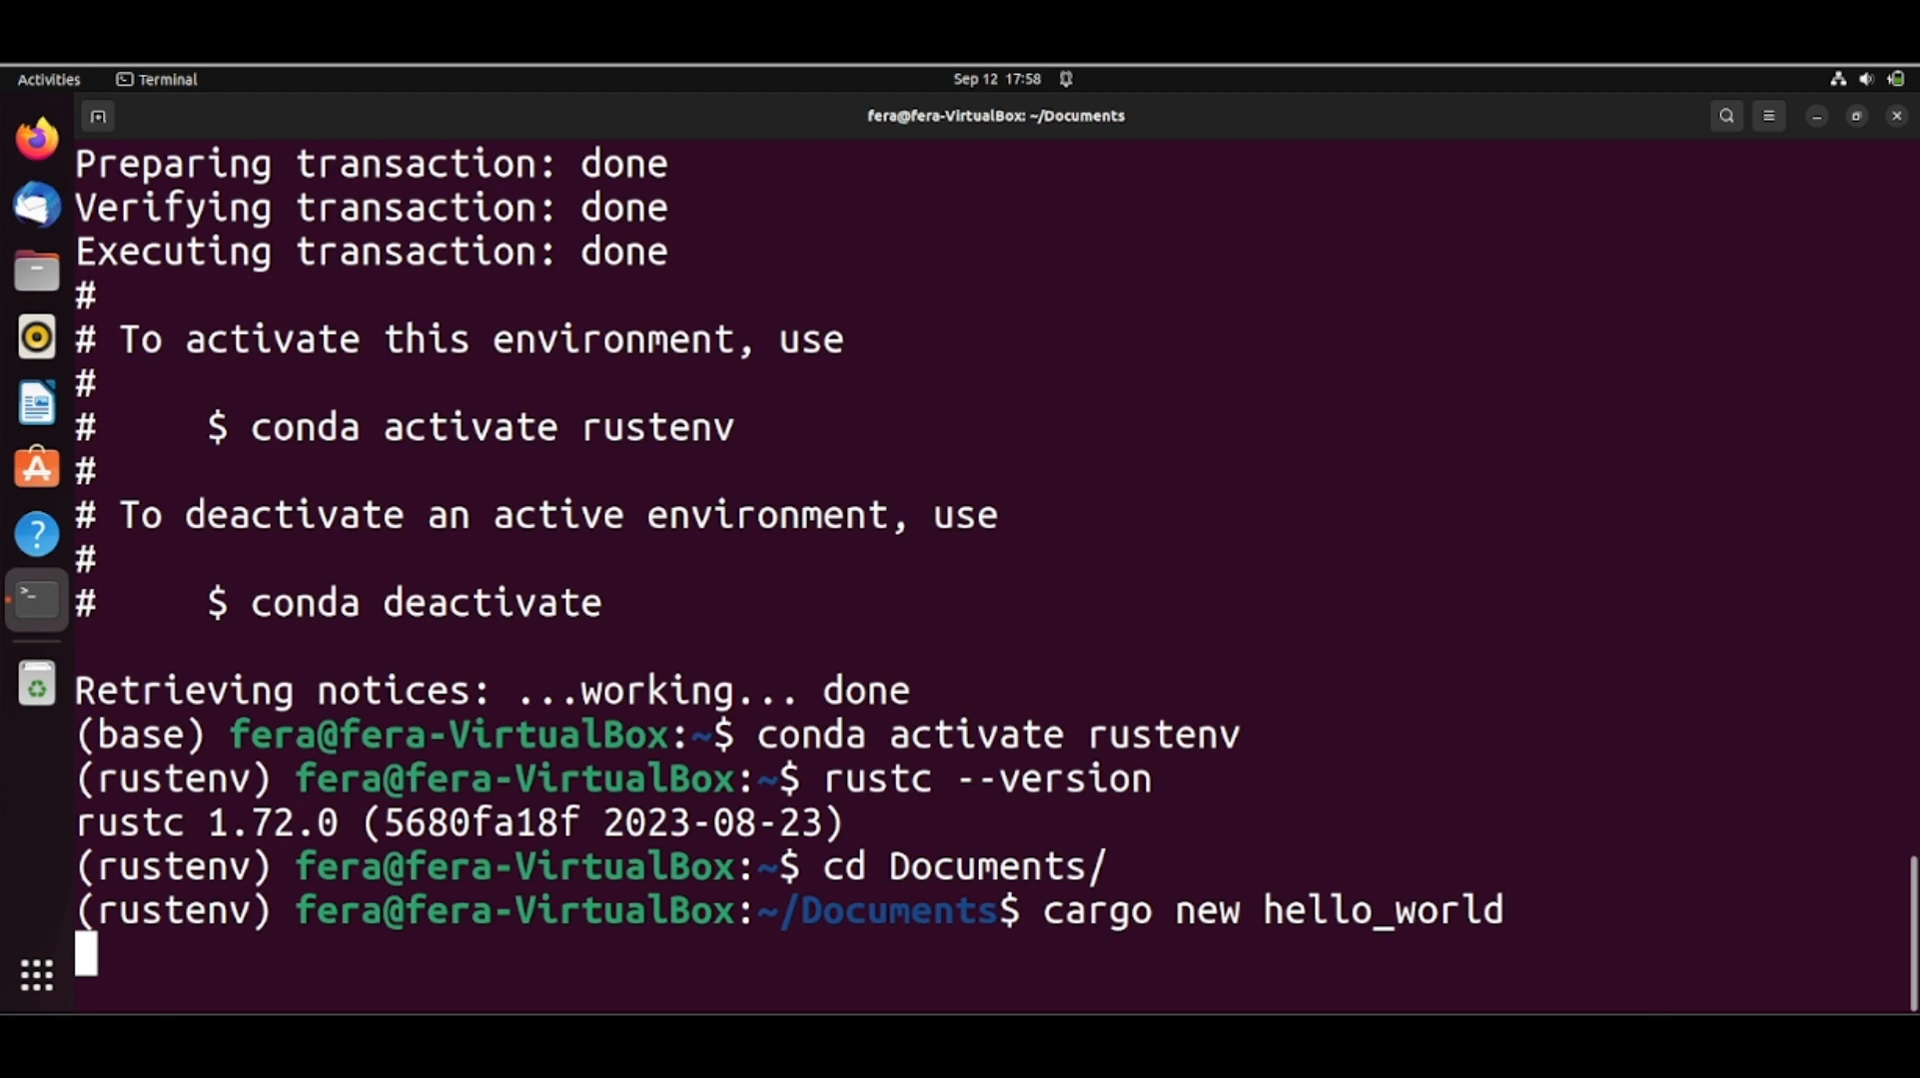 Activities Terminal Sep 12 17:58
fera@fera-VirtualBox: ~/Documents
Preparing transaction: done
Verifying transaction: done
Executing transaction: done
#
# To activate this environment, use
#
#     $ conda activate rustenv
#
# To deactivate an active environment, use
#
#     $ conda deactivate
Retrieving notices: ...working... done
(base) fera@fera-VirtualBox:~$ conda activate rustenv
(rustenv) fera@fera-VirtualBox:~$ rustc --version
rustc 1.72.0 (5680fa18f 2023-08-23)
(rustenv) fera@fera-VirtualBox:~$ cd Documents/
(rustenv) fera@fera-VirtualBox:~/Documents$ cargo new hello_world